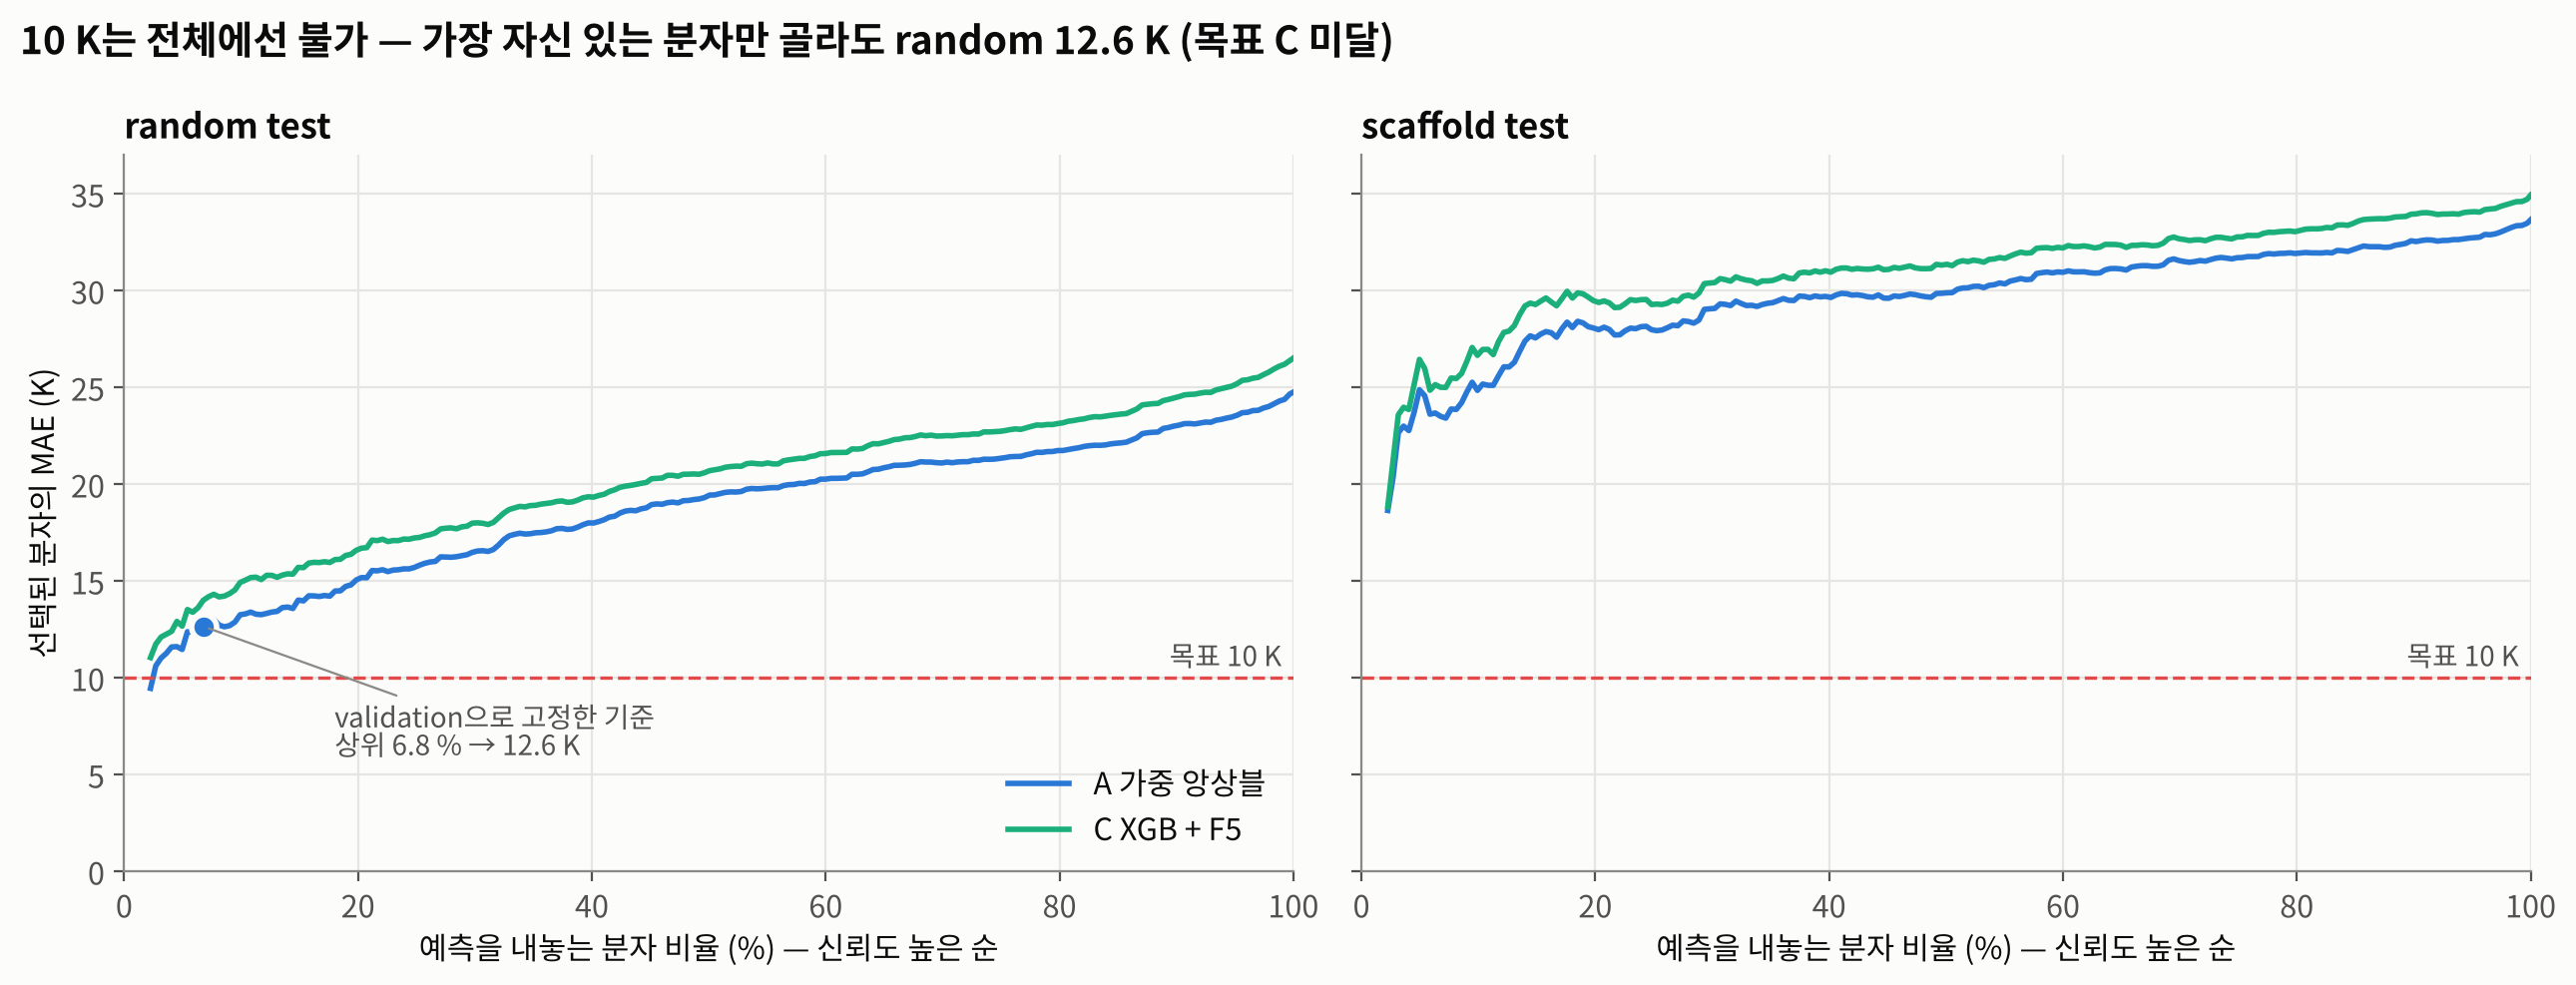 10 K는 전체에선 불가 — 가장 자신 있는 분자만 골라도 random 12.6 K (목표 C 미달)
random test
선택된 분자의 MAE (K)
35
30
25
20
15
10
5
0
목표 10 K
validation으로 고정한 기준
상위 6.8 % → 12.6 K
A 가중 앙상블
C XGB + F5
0 20 40 60 80 100
예측을 내놓는 분자 비율 (%) — 신뢰도 높은 순
scaffold test
목표 10 K
0 20 40 60 80 100
예측을 내놓는 분자 비율 (%) — 신뢰도 높은 순